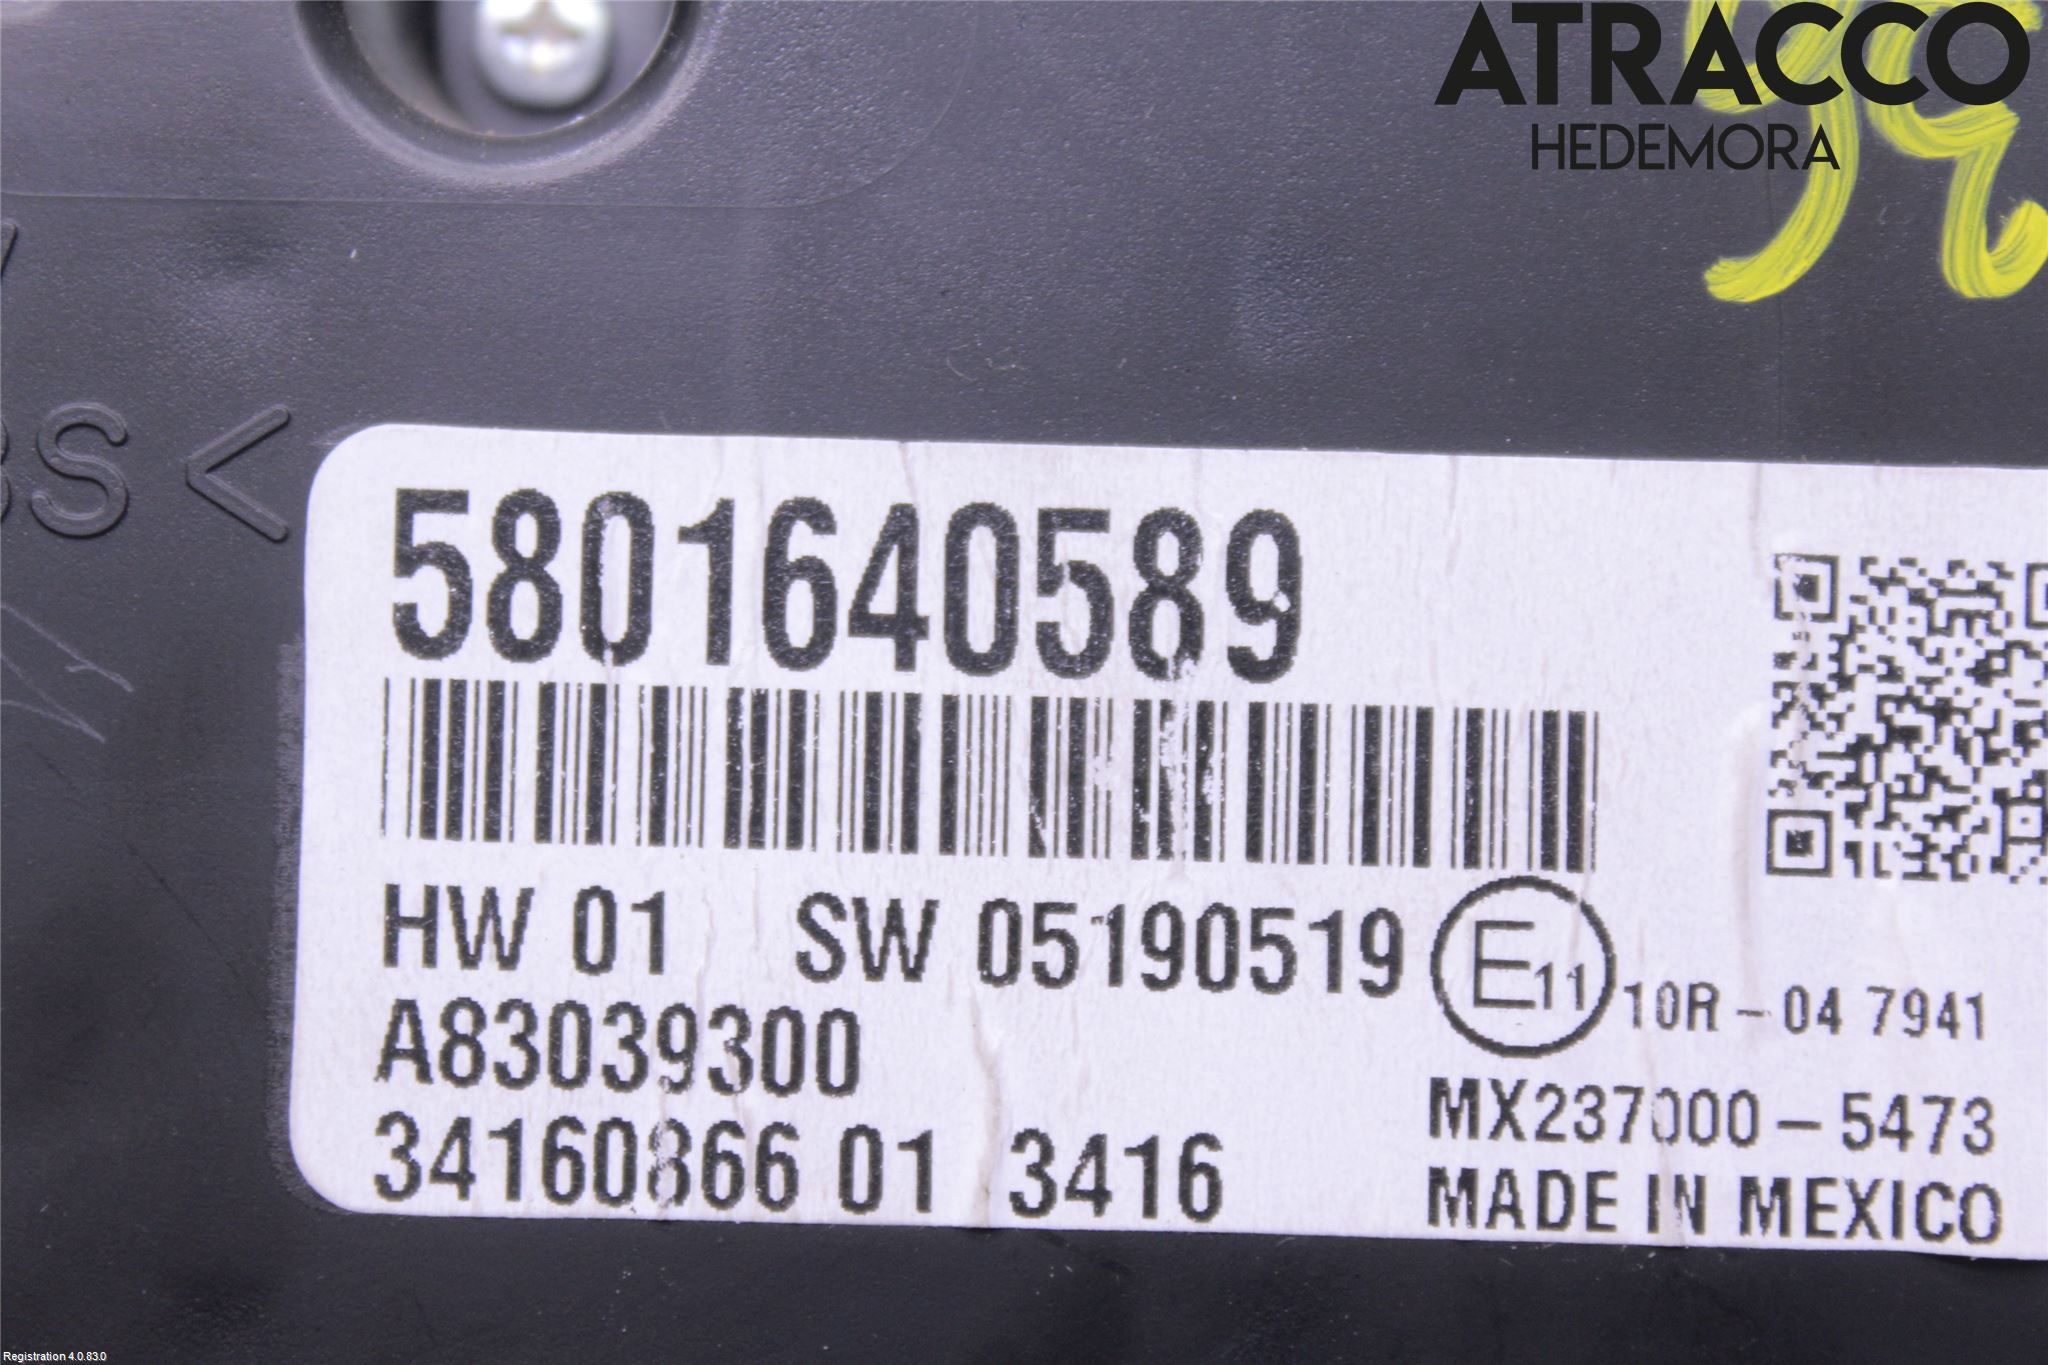 ATRACCO
HEDEMORA
BS<
5801640589
HW 01 SW 05190519
E11 10R-04 7941
A83039300
34160866 01 3416
MX237000-5473
MADE IN MEXICO
Registration 4.0.83.0